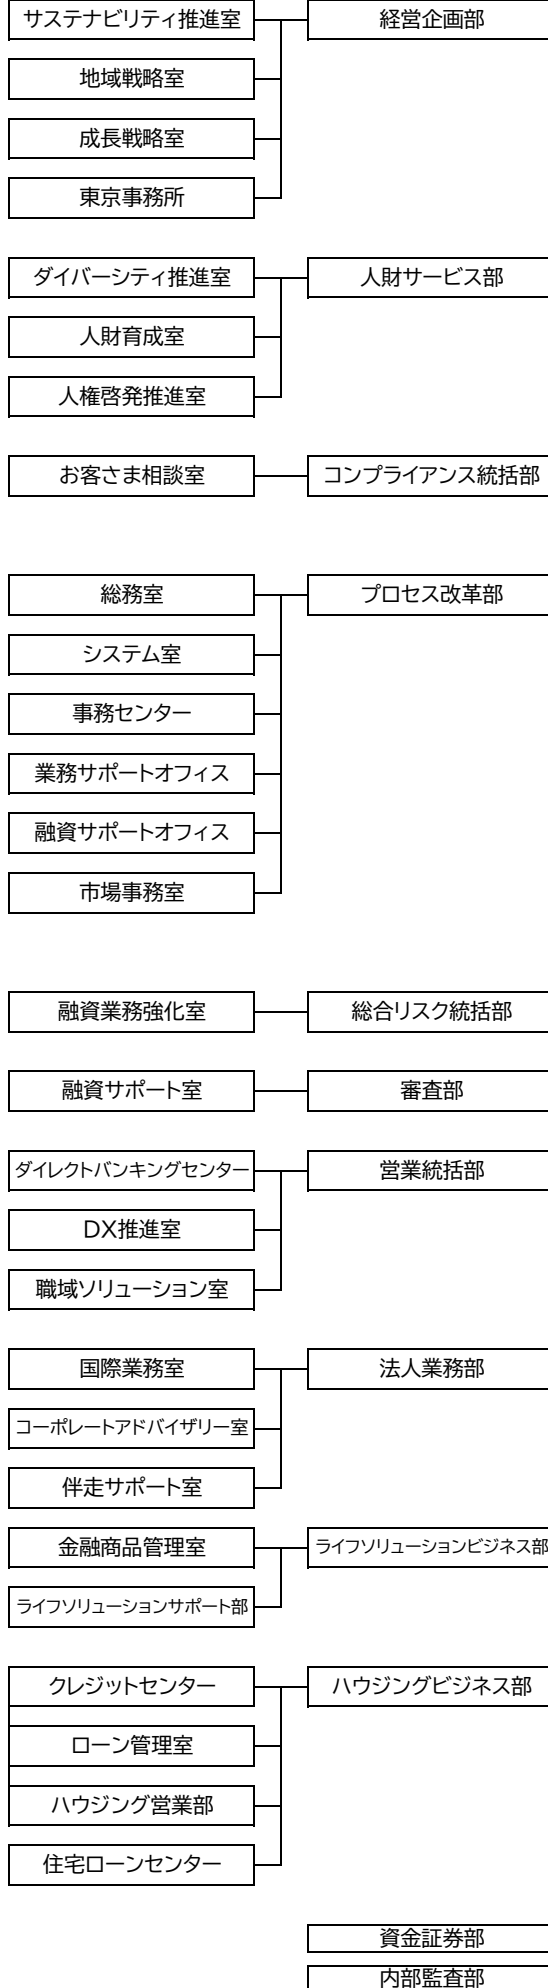 サステナビリティ推進室
経営企画部
地域戦略室
成長戦略室
東京事務所
ダイバーシティ推進室
人財サービス部
人財育成室
人権啓発推進室
お客さま相談室
コンプライアンス統括部
総務室
プロセス改革部
システム室
事務センター
業務サポートオフィス
融資サポートオフィス
市場事務室
融資業務強化室
総合リスク統括部
融資サポート室
審査部
ダイレクトバンキングセンター
営業統括部
DX推進室
職域ソリューション室
国際業務室
法人業務部
コーポレートアドバイザリー室
伴走サポート室
金融商品管理室
ライフソリューションビジネス部
ライフソリューションサポート部
クレジットセンター
ハウジングビジネス部
ローン管理室
ハウジング営業部
住宅ローンセンター
資金証券部
内部監査部